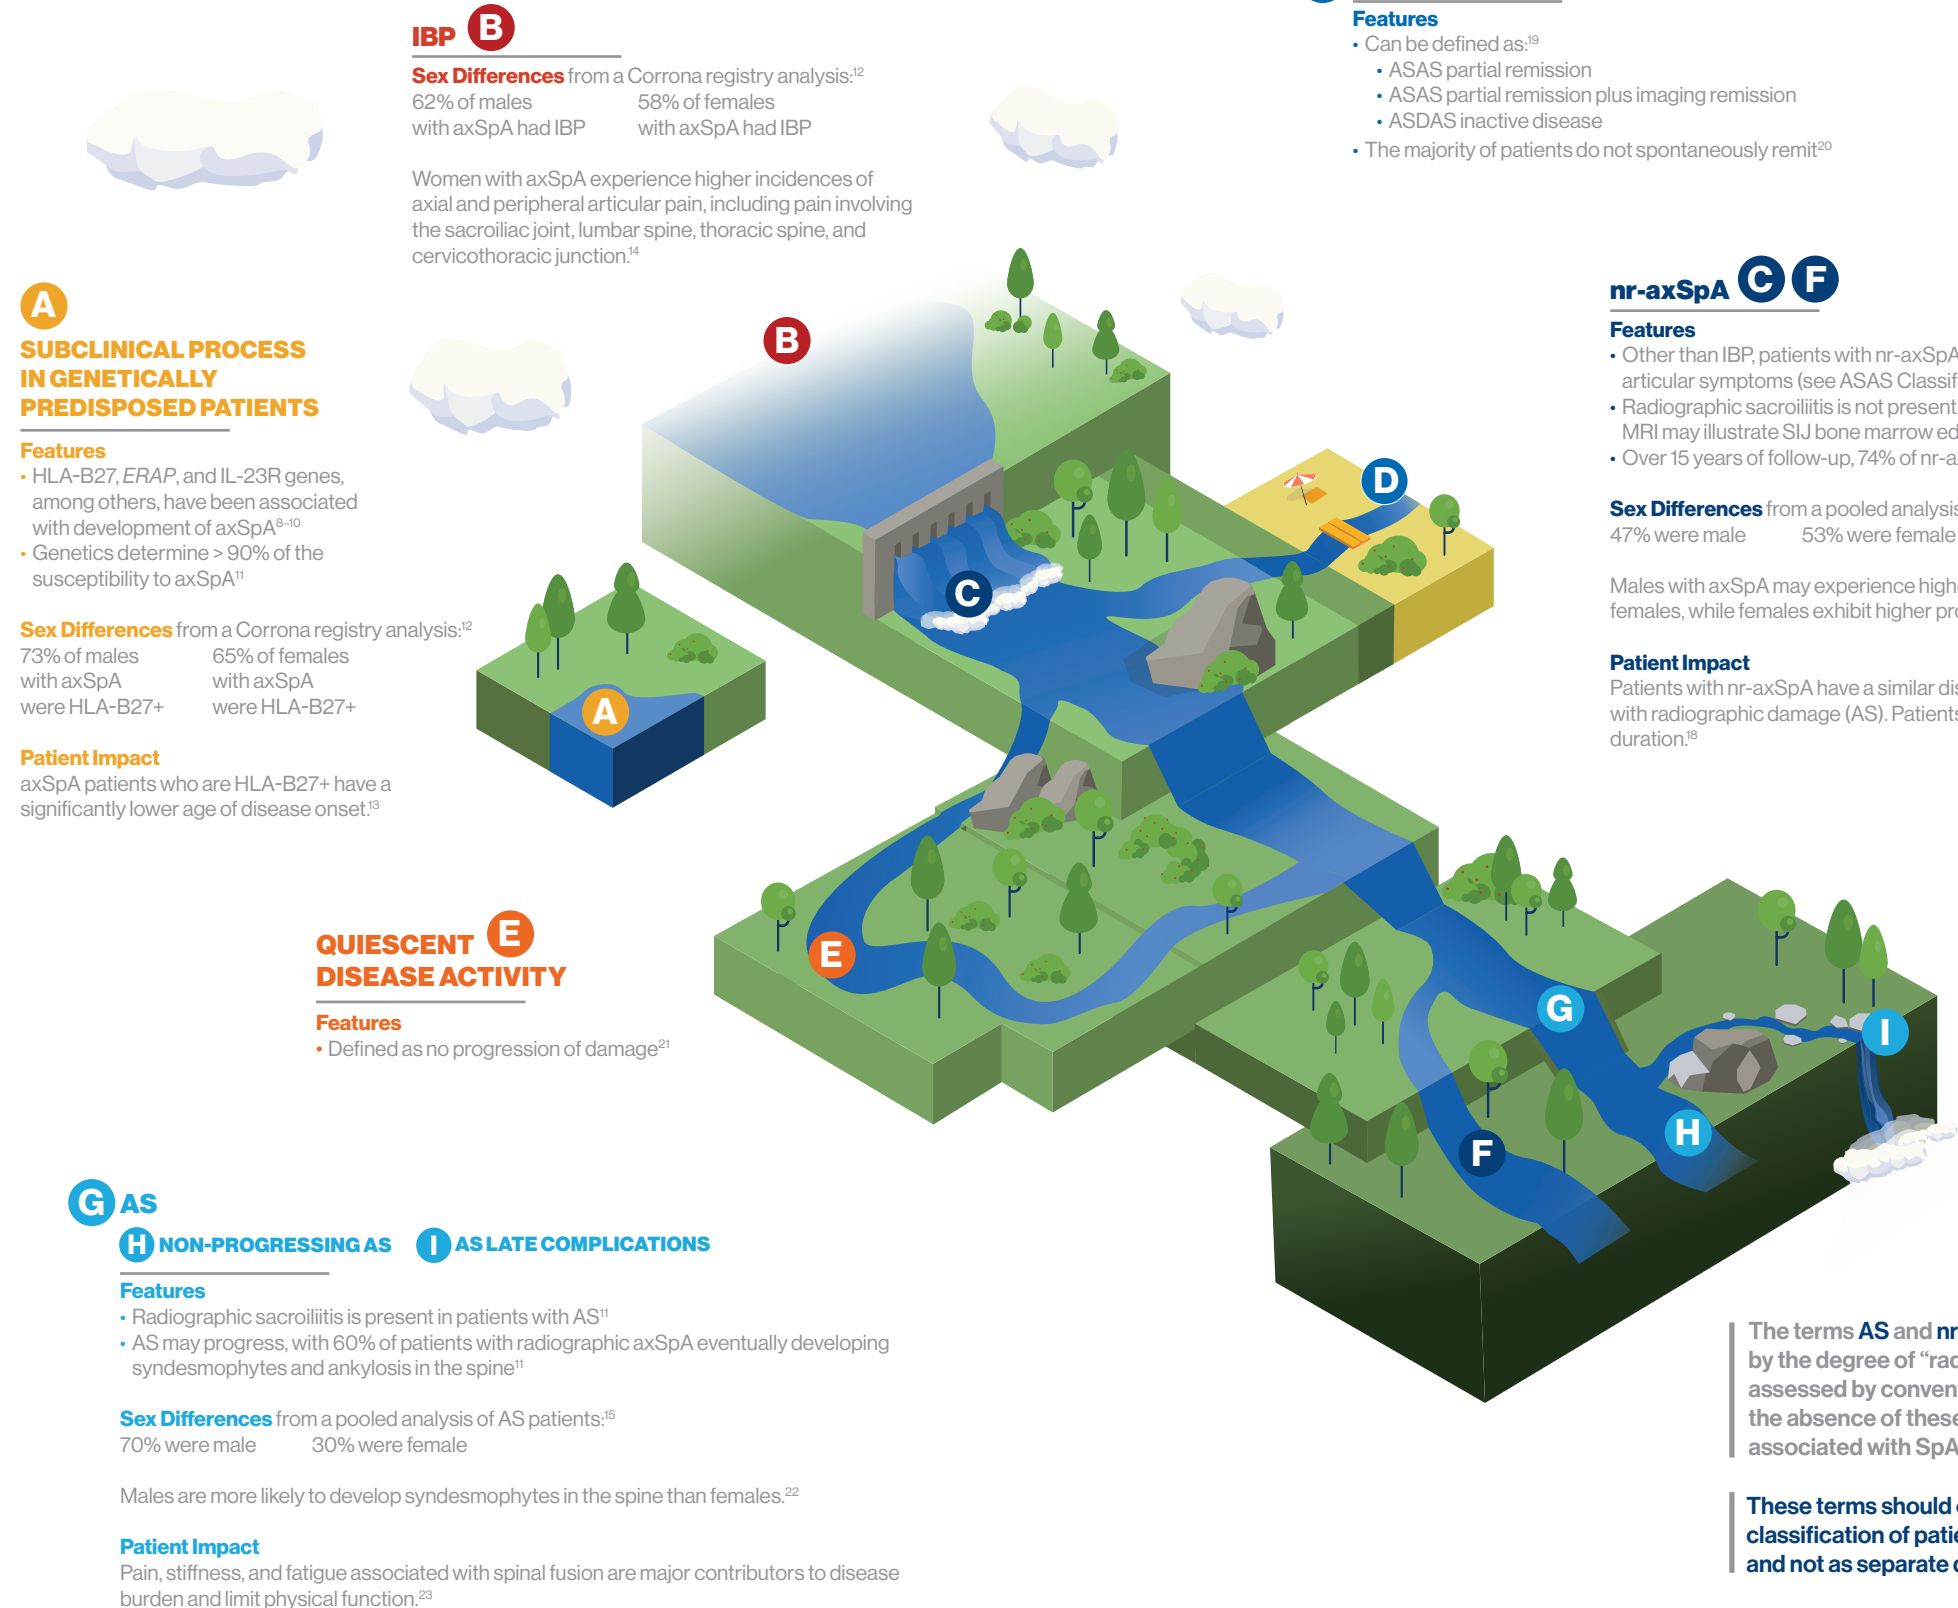 IBP B
Sex Differences from a Corrona registry analysis:12
62% of males 58% of females
with axSpA had IBP with axSpA had IBP
Women with axSpA experience higher incidences of
axial and peripheral articular pain, including pain involving
the sacroiliac joint, lumbar spine, thoracic spine, and
cervicothoracic junction.14
Features
• Can be defined as:19
• ASAS partial remission
• ASAS partial remission plus imaging remission
• ASDAS inactive disease
• The majority of patients do not spontaneously remit20
A
SUBCLINICAL PROCESS
IN GENETICALLY
PREDISPOSED PATIENTS
Features
• HLA-B27, ERAP, and IL-23R genes,
among others, have been associated
with development of axSpA8–10
• Genetics determine > 90% of the
susceptibility to axSpA11
Sex Differences from a Corrona registry analysis:12
73% of males 65% of females
with axSpA with axSpA
were HLA-B27+ were HLA-B27+
Patient Impact
axSpA patients who are HLA-B27+ have a
significantly lower age of disease onset.13
nr-axSpA C F
Features
• Other than IBP, patients with nr-axSpA
articular symptoms (see ASAS Classif
• Radiographic sacroiliitis is not present.
MRI may illustrate SIJ bone marrow ed
• Over 15 years of follow-up, 74% of nr-a
Sex Differences from a pooled analysis
47% were male 53% were female
Males with axSpA may experience high
females, while females exhibit higher pro
Patient Impact
Patients with nr-axSpA have a similar dis
with radiographic damage (AS). Patients
duration.18
B
D
C
A
E
G
I
H
F
QUIESCENT E
DISEASE ACTIVITY
Features
• Defined as no progression of damage21
G AS
H NON-PROGRESSING AS I AS LATE COMPLICATIONS
Features
• Radiographic sacroiliitis is present in patients with AS11
• AS may progress, with 60% of patients with radiographic axSpA eventually developing
syndesmophytes and ankylosis in the spine11
Sex Differences from a pooled analysis of AS patients:15
70% were male 30% were female
Males are more likely to develop syndesmophytes in the spine than females.22
Patient Impact
Pain, stiffness, and fatigue associated with spinal fusion are major contributors to disease
burden and limit physical function.23
The terms AS and nr
by the degree of “rad
assessed by conven
the absence of these
associated with SpA
These terms should
classification of patie
and not as separate